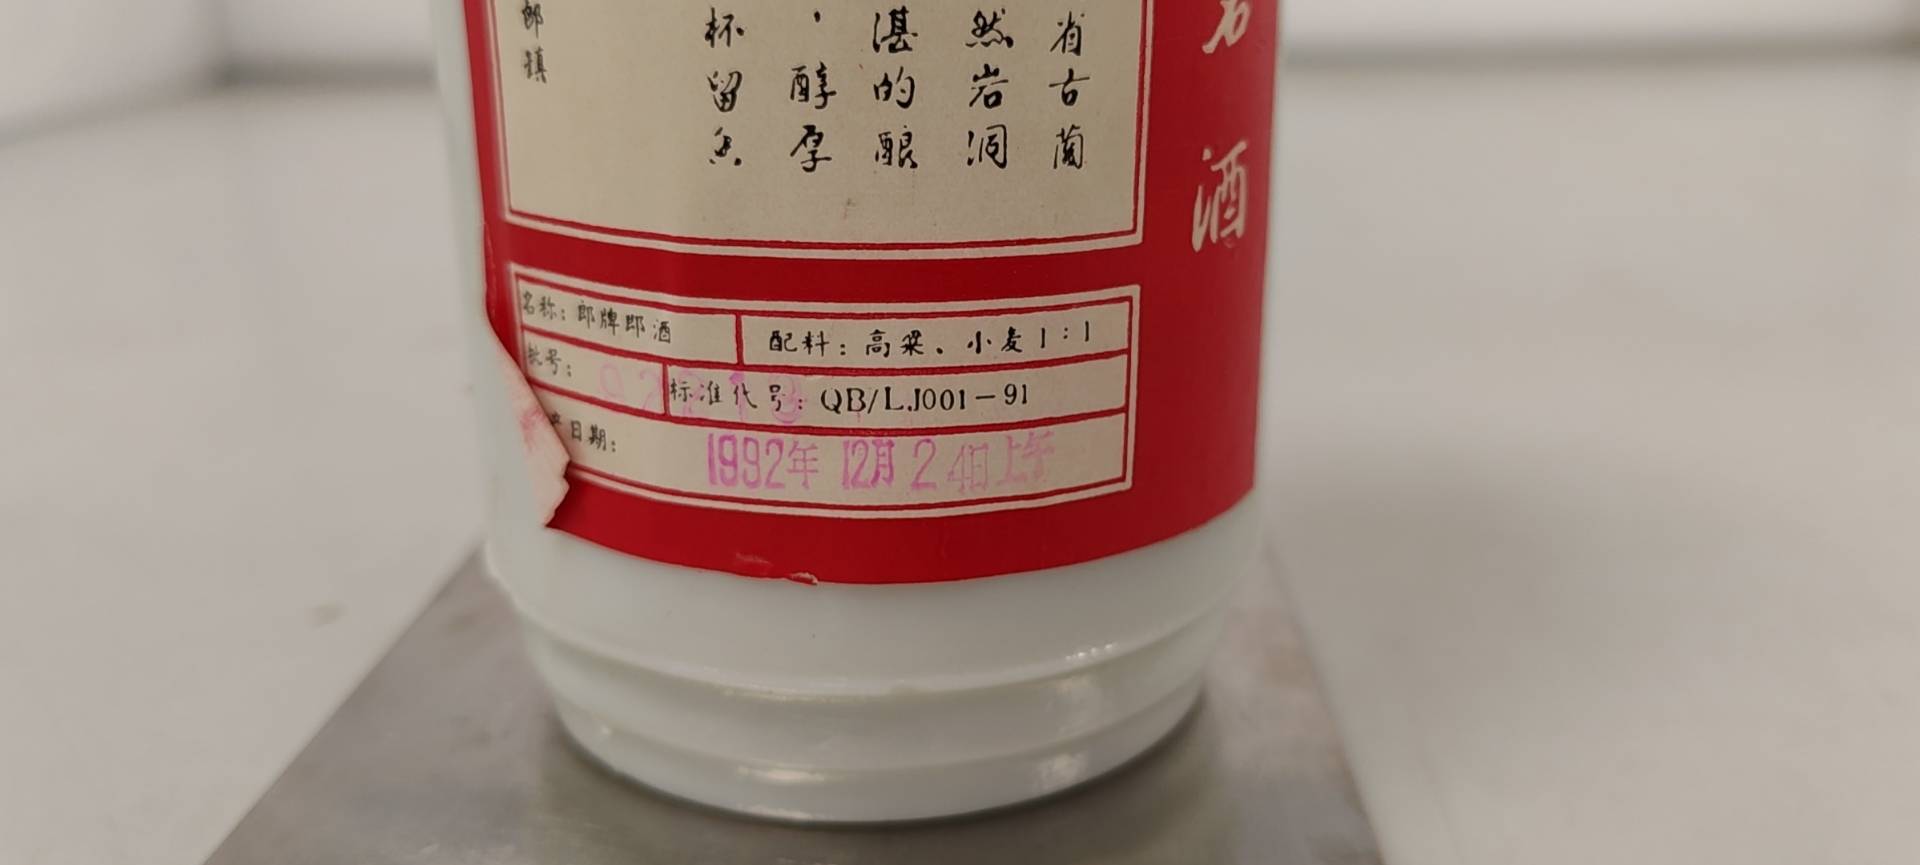 省古蔺
然岩洞
湛的酿
，醇厚
杯留香
郎镇
名酒
名称：郎牌郎酒
配料：高粱、小麦1：1
批号：
标准代号：QB/LJ001－91
产日期：
1992年12月24日上午